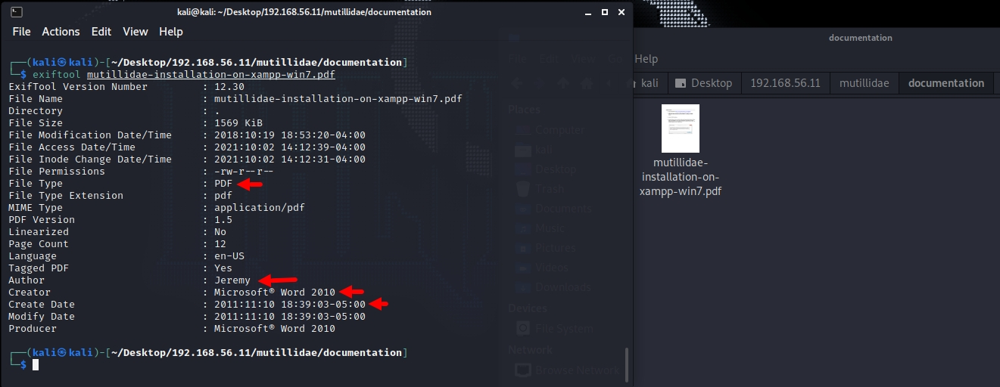 kali@kali: ~/Desktop/192.168.56.11/mutillidae/documentation
File Actions Edit View Help
(kali㉿kali)-[~/Desktop/192.168.56.11/mutillidae/documentation]
$ exiftool mutillidae-installation-on-xampp-win7.pdf
ExifTool Version Number : 12.30
File Name : mutillidae-installation-on-xampp-win7.pdf
Directory : .
File Size : 1569 KiB
File Modification Date/Time : 2018:10:19 18:53:20-04:00
File Access Date/Time : 2021:10:02 14:12:39-04:00
File Inode Change Date/Time : 2021:10:02 14:12:31-04:00
File Permissions : -rw-r--r--
File Type : PDF
File Type Extension : pdf
MIME Type : application/pdf
PDF Version : 1.5
Linearized : No
Page Count : 12
Language : en-US
Tagged PDF : Yes
Author : Jeremy
Creator : Microsoft® Word 2010
Create Date : 2011:11:10 18:39:03-05:00
Modify Date : 2011:11:10 18:39:03-05:00
Producer : Microsoft® Word 2010
(kali㉿kali)-[~/Desktop/192.168.56.11/mutillidae/documentation]
$
documentation
File Edit View Go Help
kali Desktop 192.168.56.11 mutillidae documentation
Places
Computer
kali
Desktop
Trash
Documents
Music
Pictures
Videos
Downloads
Devices
File System
Network
Browse Network
mutillidae-
installation-on-
xampp-win7.pdf